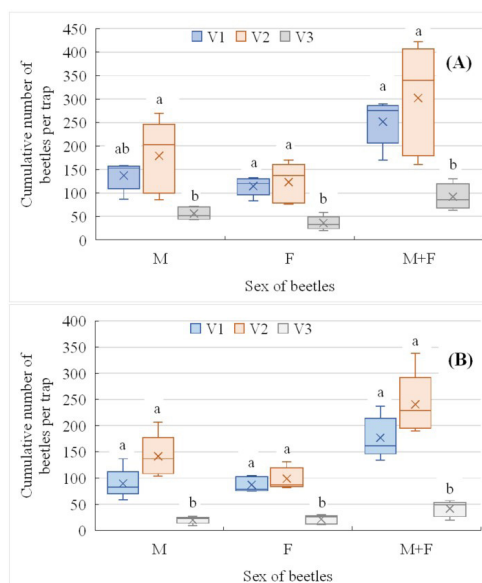 450
V1 V2 V3
400
(A)
350
300
250
200
150
100
50
0
a
a
a
ab
a
a
b
b
b
M F M+F
Sex of beetles
Cumulative number of
beetles per trap
400
V1 V2 V3
350
(B)
300
250
200
150
100
50
0
a
a
a
a
a
a
b
b
b
M F M+F
Sex of beetles
Cumulative number of
beetles per trap